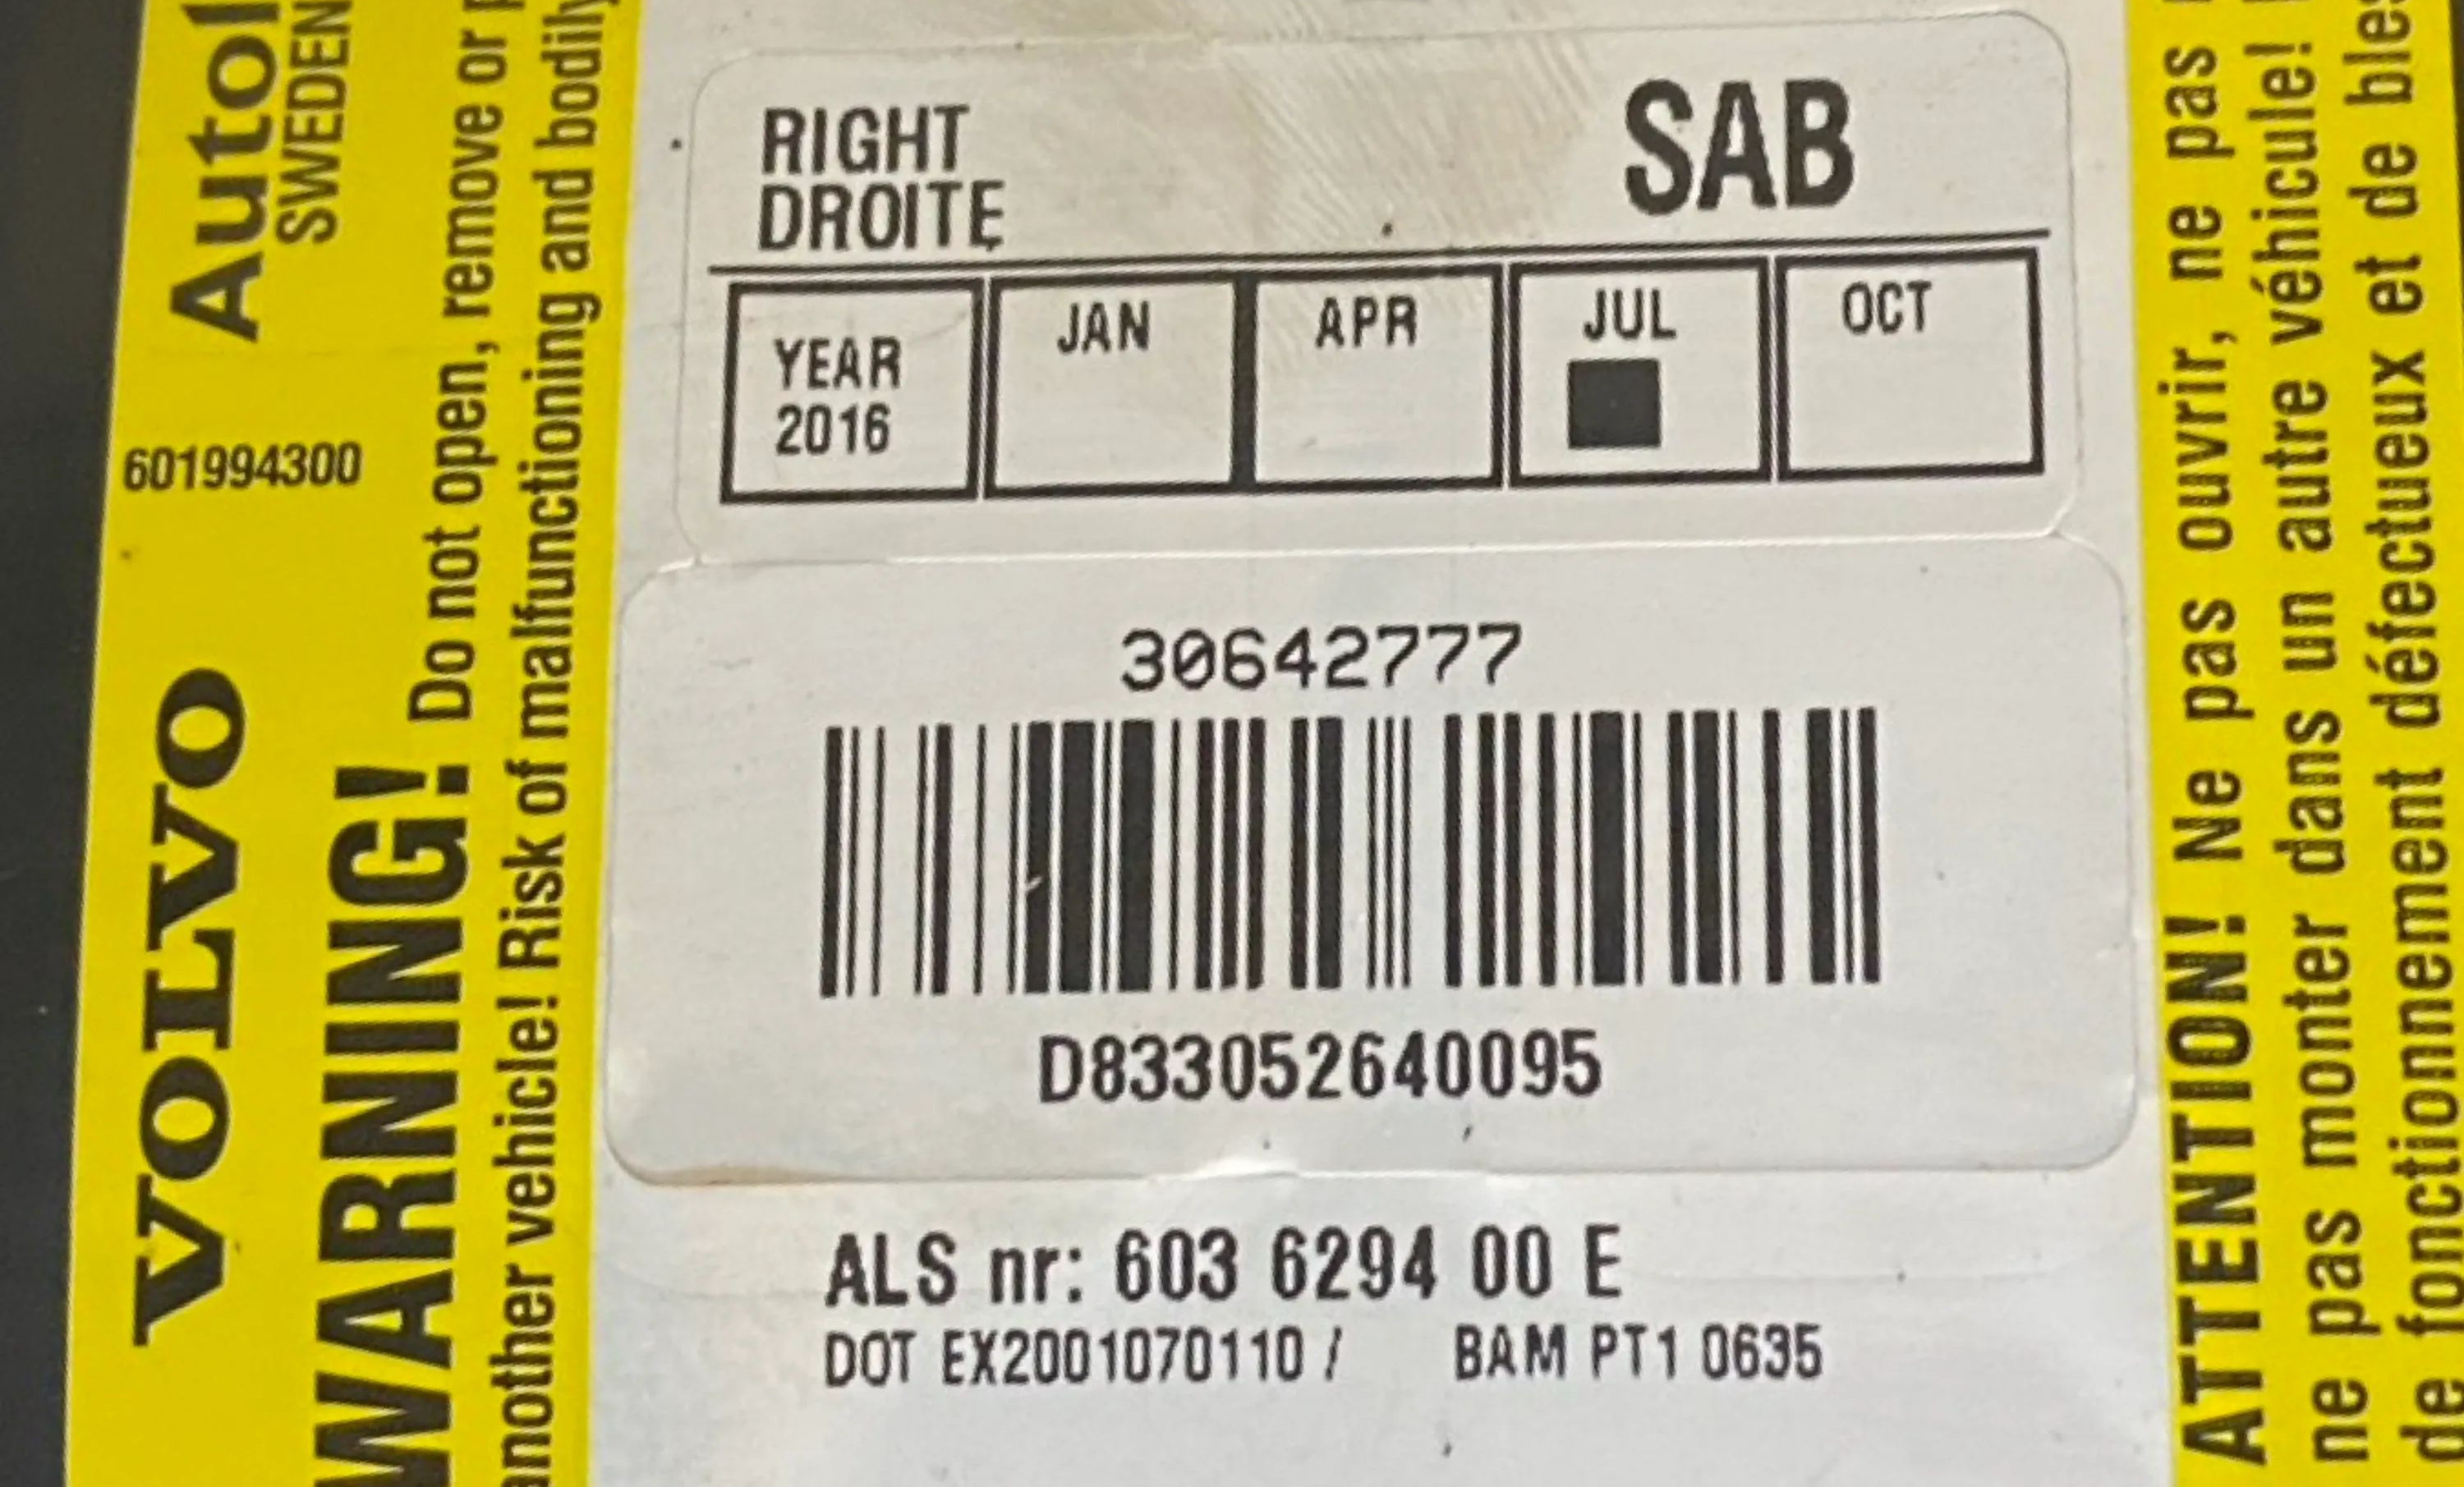 RIGHT
DROITE
SAB
YEAR
2016
JAN
APR
JUL
OCT
30642777
D833052640095
ALS nr: 603 6294 00 E
DOT EX2001070110 / BAM PT1 0635
VOLVO
601994300
SWEDEN
WARNING! Do not open, remove or
another vehicle! Risk of malfunctioning and bodily
ATTENTION! Ne pas ouvrir, ne pas
ne pas monter dans un autre véhicule!
de fonctionnement défectueux et de